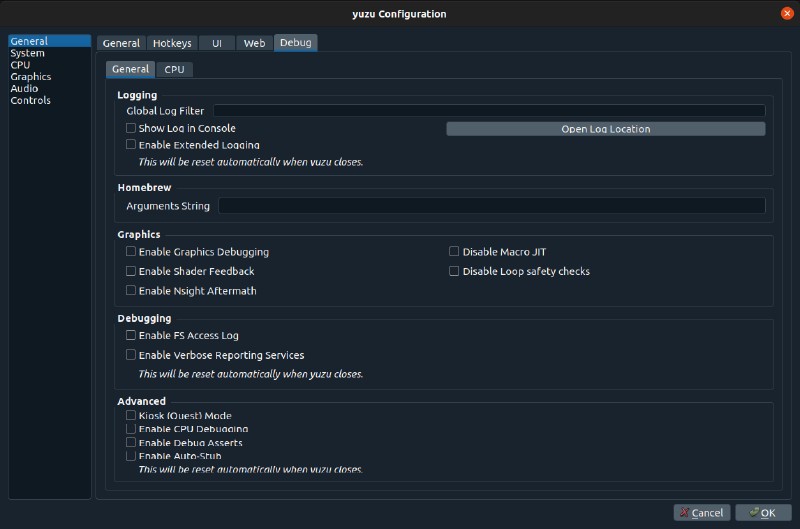 yuzu Configuration
General
System
CPU
Graphics
Audio
Controls
General Hotkeys UI Web Debug
General CPU
Logging
Global Log Filter
Show Log in Console Open Log Location
Enable Extended Logging
This will be reset automatically when yuzu closes.
Homebrew
Arguments String
Graphics
Enable Graphics Debugging Disable Macro JIT
Enable Shader Feedback Disable Loop safety checks
Enable Nsight Aftermath
Debugging
Enable FS Access Log
Enable Verbose Reporting Services
This will be reset automatically when yuzu closes.
Advanced
Kiosk (Quest) Mode
Enable CPU Debugging
Enable Debug Asserts
Enable Auto-Stub
This will be reset automatically when yuzu closes.
Cancel OK